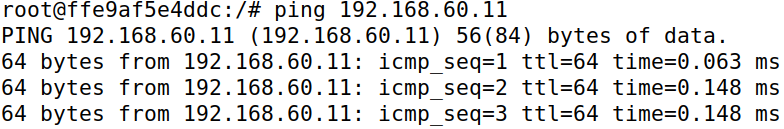 root@ffe9af5e4ddc:/# ping 192.168.60.11
PING 192.168.60.11 (192.168.60.11) 56(84) bytes of data.
64 bytes from 192.168.60.11: icmp_seq=1 ttl=64 time=0.063 ms
64 bytes from 192.168.60.11: icmp_seq=2 ttl=64 time=0.148 ms
64 bytes from 192.168.60.11: icmp_seq=3 ttl=64 time=0.148 ms